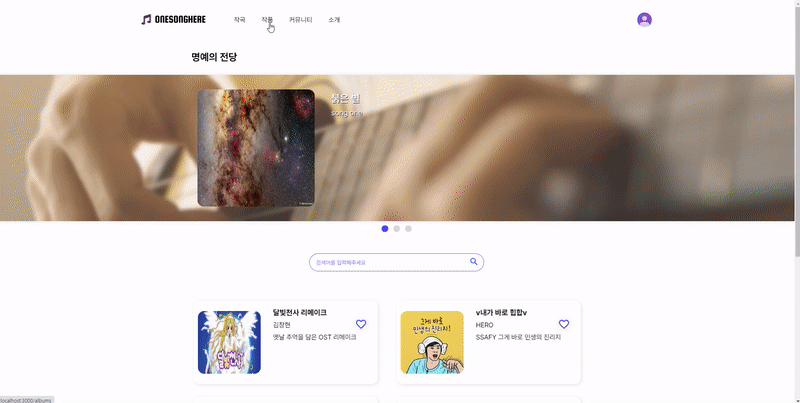 ONESONGHERE 작곡 작품 커뮤니티 소개
명예의 전당
붉은 별
song one
검색어를 입력해주세요
달빛천사 리메이크
김장현
옛날 추억을 담은 OST 리메이크
v내가 바로 힙합v
HERO
SSAFY 그게 바로 인생의 진리지
그게 바로
인생의 진리지!
localhost:3000/albums